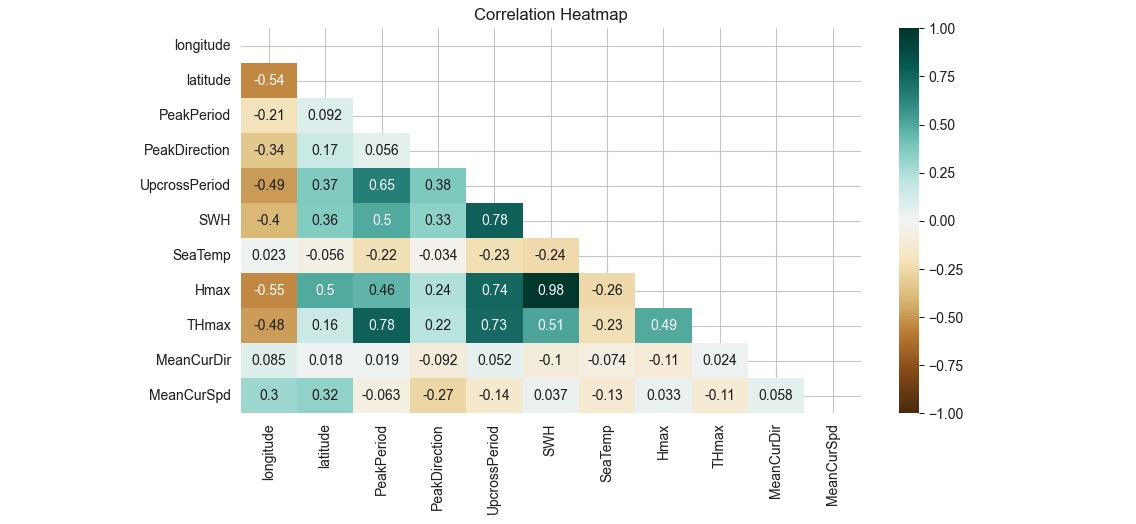 Correlation Heatmap
longitude
latitude -0.54
PeakPeriod -0.21 0.092
PeakDirection -0.34 0.17 0.056
UpcrossPeriod -0.49 0.37 0.65 0.38
SWH -0.4 0.36 0.5 0.33 0.78
SeaTemp 0.023 -0.056 -0.22 -0.034 -0.23 -0.24
Hmax -0.55 0.5 0.46 0.24 0.74 0.98 -0.26
THmax -0.48 0.16 0.78 0.22 0.73 0.51 -0.23 0.49
MeanCurDir 0.085 0.018 0.019 -0.092 0.052 -0.1 -0.074 -0.11 0.024
MeanCurSpd 0.3 0.32 -0.063 -0.27 -0.14 0.037 -0.13 0.033 -0.11 0.058
longitude
latitude
PeakPeriod
PeakDirection
UpcrossPeriod
SWH
SeaTemp
Hmax
THmax
MeanCurDir
MeanCurSpd
1.00
0.75
0.50
0.25
0.00
−0.25
−0.50
−0.75
−1.00